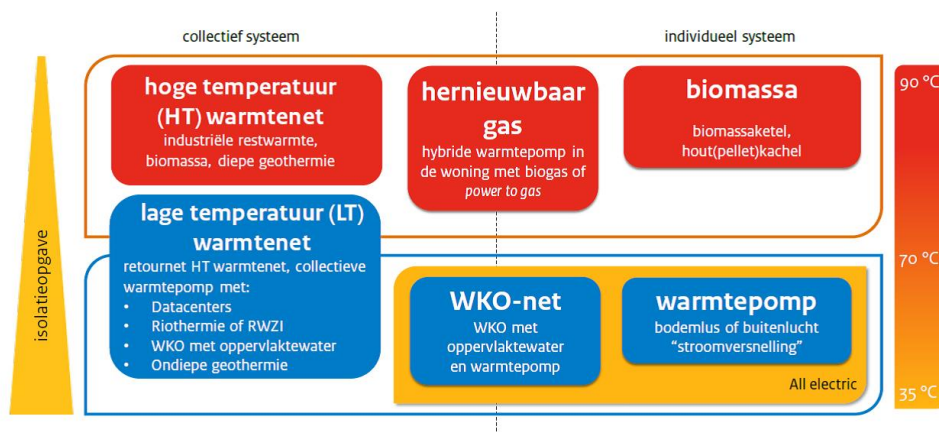 collectief systeem
individueel systeem
hoge temperatuur
(HT) warmtenet
industriële restwarmte,
biomassa, diepe geothermie
hernieuwbaar
gas
hybride warmtepomp in
de woning met biogas of
power to gas
biomassa
biomassaketel,
hout(pellet)kachel
90 °C
lage temperatuur (LT)
warmtenet
retournet HT warmtenet, collectieve
warmtepomp met:
• Datacenters
• Riothermie of RWZI
• WKO met oppervlaktewater
• Ondiepe geothermie
isolatieopgave
70 °C
WKO-net
WKO met
oppervlaktewater
en warmtepomp
warmtepomp
bodemlus of buitenlucht
“stroomversnelling”
All electric
35 °C